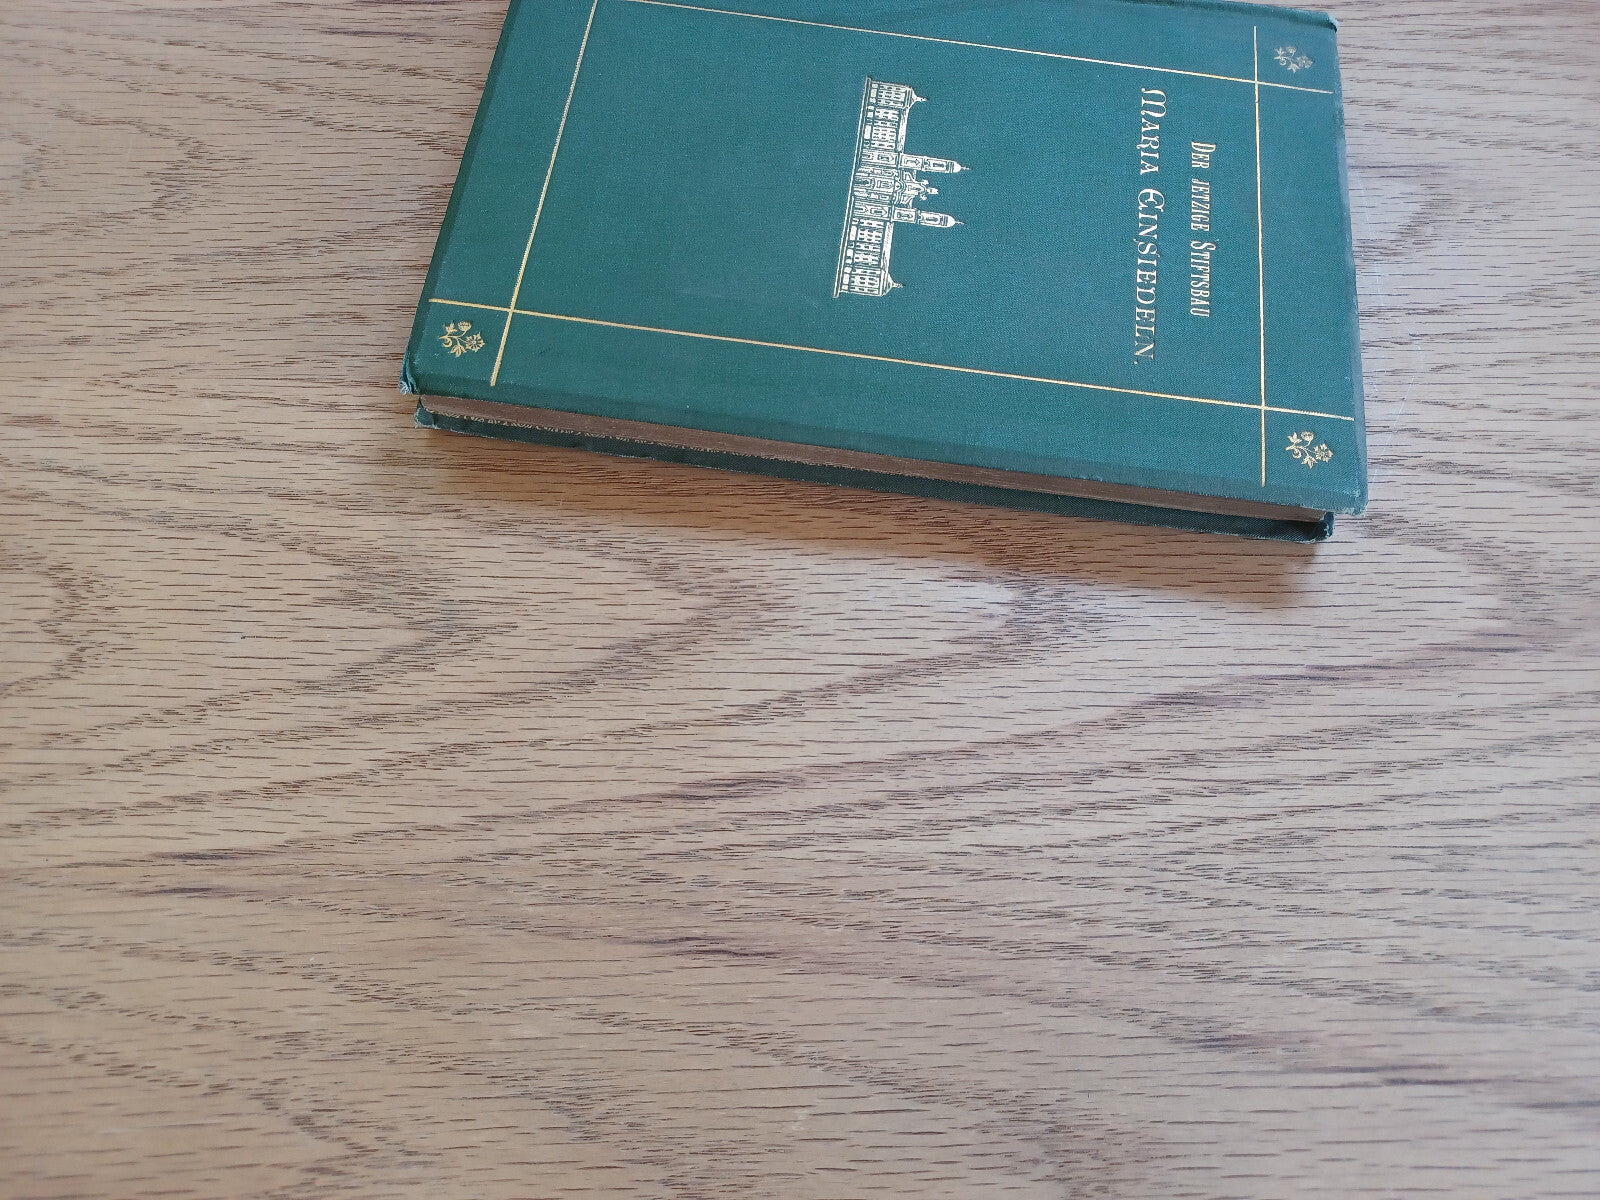 DER JETZIGE STIFTSBAU
MARIA EINSIEDELN.